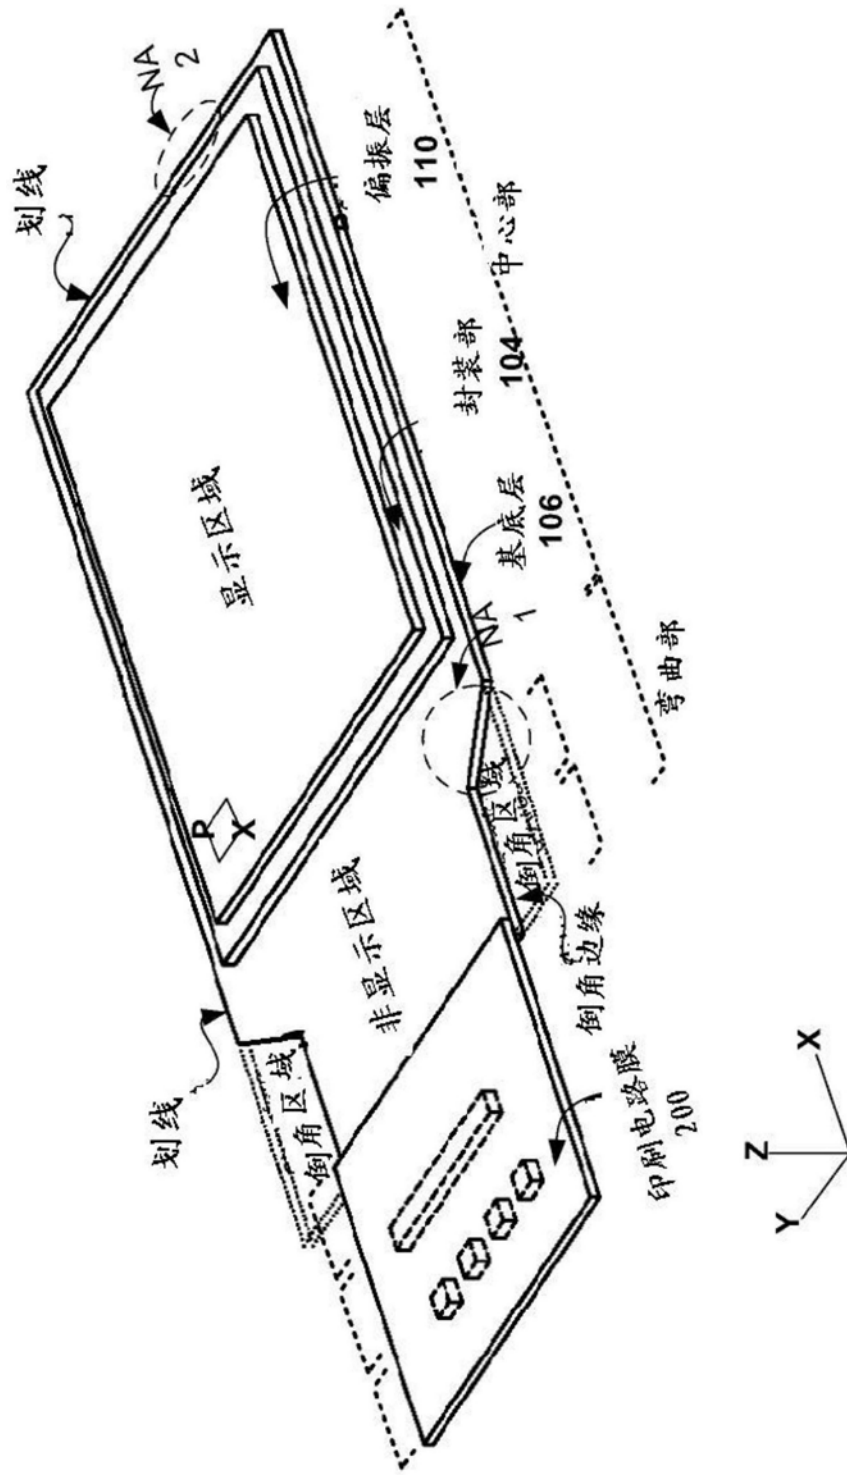 划线
NA
2
偏振层
110
中心部
封装部
104
基底层
106
NA
1
弯曲部
显示区域
P
X
非显示区域
倒角区域
倒角边缘
划线
倒角区域
印刷电路膜
200
X
Z
Y